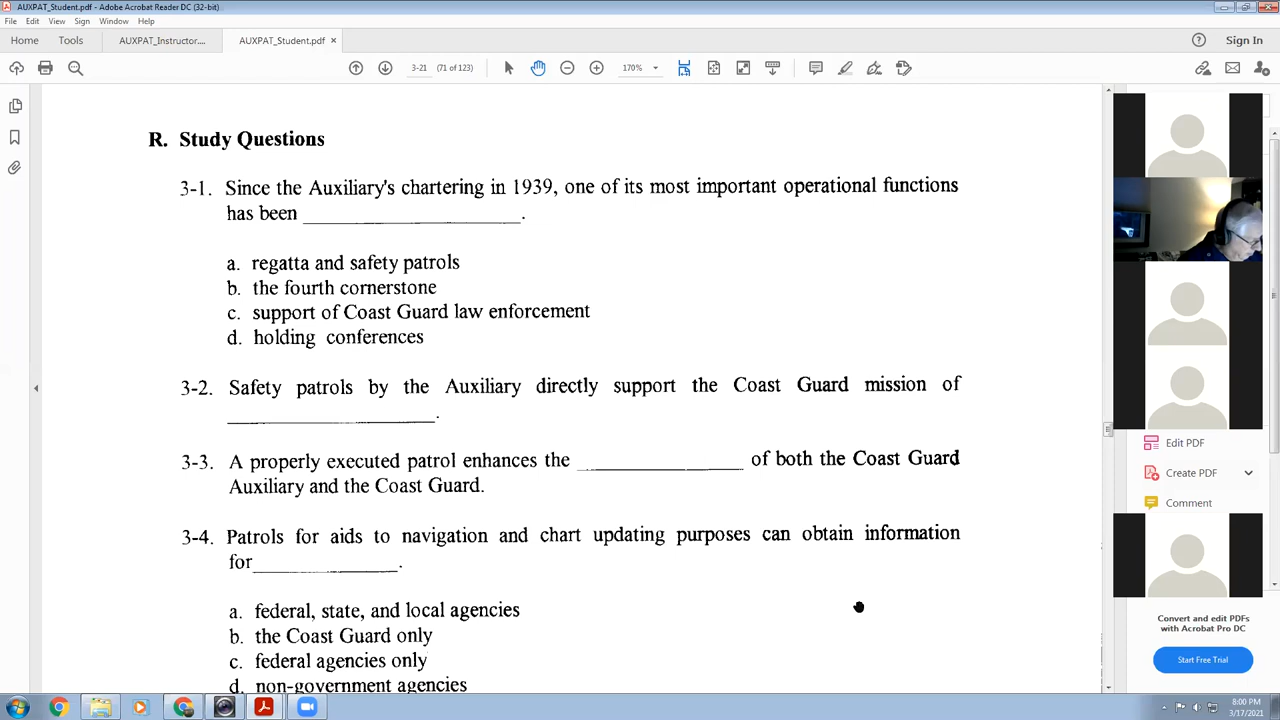 AUXPAT_Student.pdf - Adobe Acrobat Reader DC (32-bit)
File Edit View Sign Window Help
Home Tools AUXPAT_Instructor.... AUXPAT_Student.pdf × Sign In
3-21 (71 of 123) 170%
R. Study Questions
3-1. Since the Auxiliary's chartering in 1939, one of its most important operational functions
has been ____________________.
a. regatta and safety patrols
b. the fourth cornerstone
c. support of Coast Guard law enforcement
d. holding conferences
3-2. Safety patrols by the Auxiliary directly support the Coast Guard mission of
____________________.
3-3. A properly executed patrol enhances the ________________ of both the Coast Guard
Auxiliary and the Coast Guard.
3-4. Patrols for aids to navigation and chart updating purposes can obtain information
for______________.
a. federal, state, and local agencies
b. the Coast Guard only
c. federal agencies only
d. non-government agencies
Edit PDF
Create PDF
Comment
Convert and edit PDFs
with Acrobat Pro DC
Start Free Trial
8:00 PM
3/17/2021